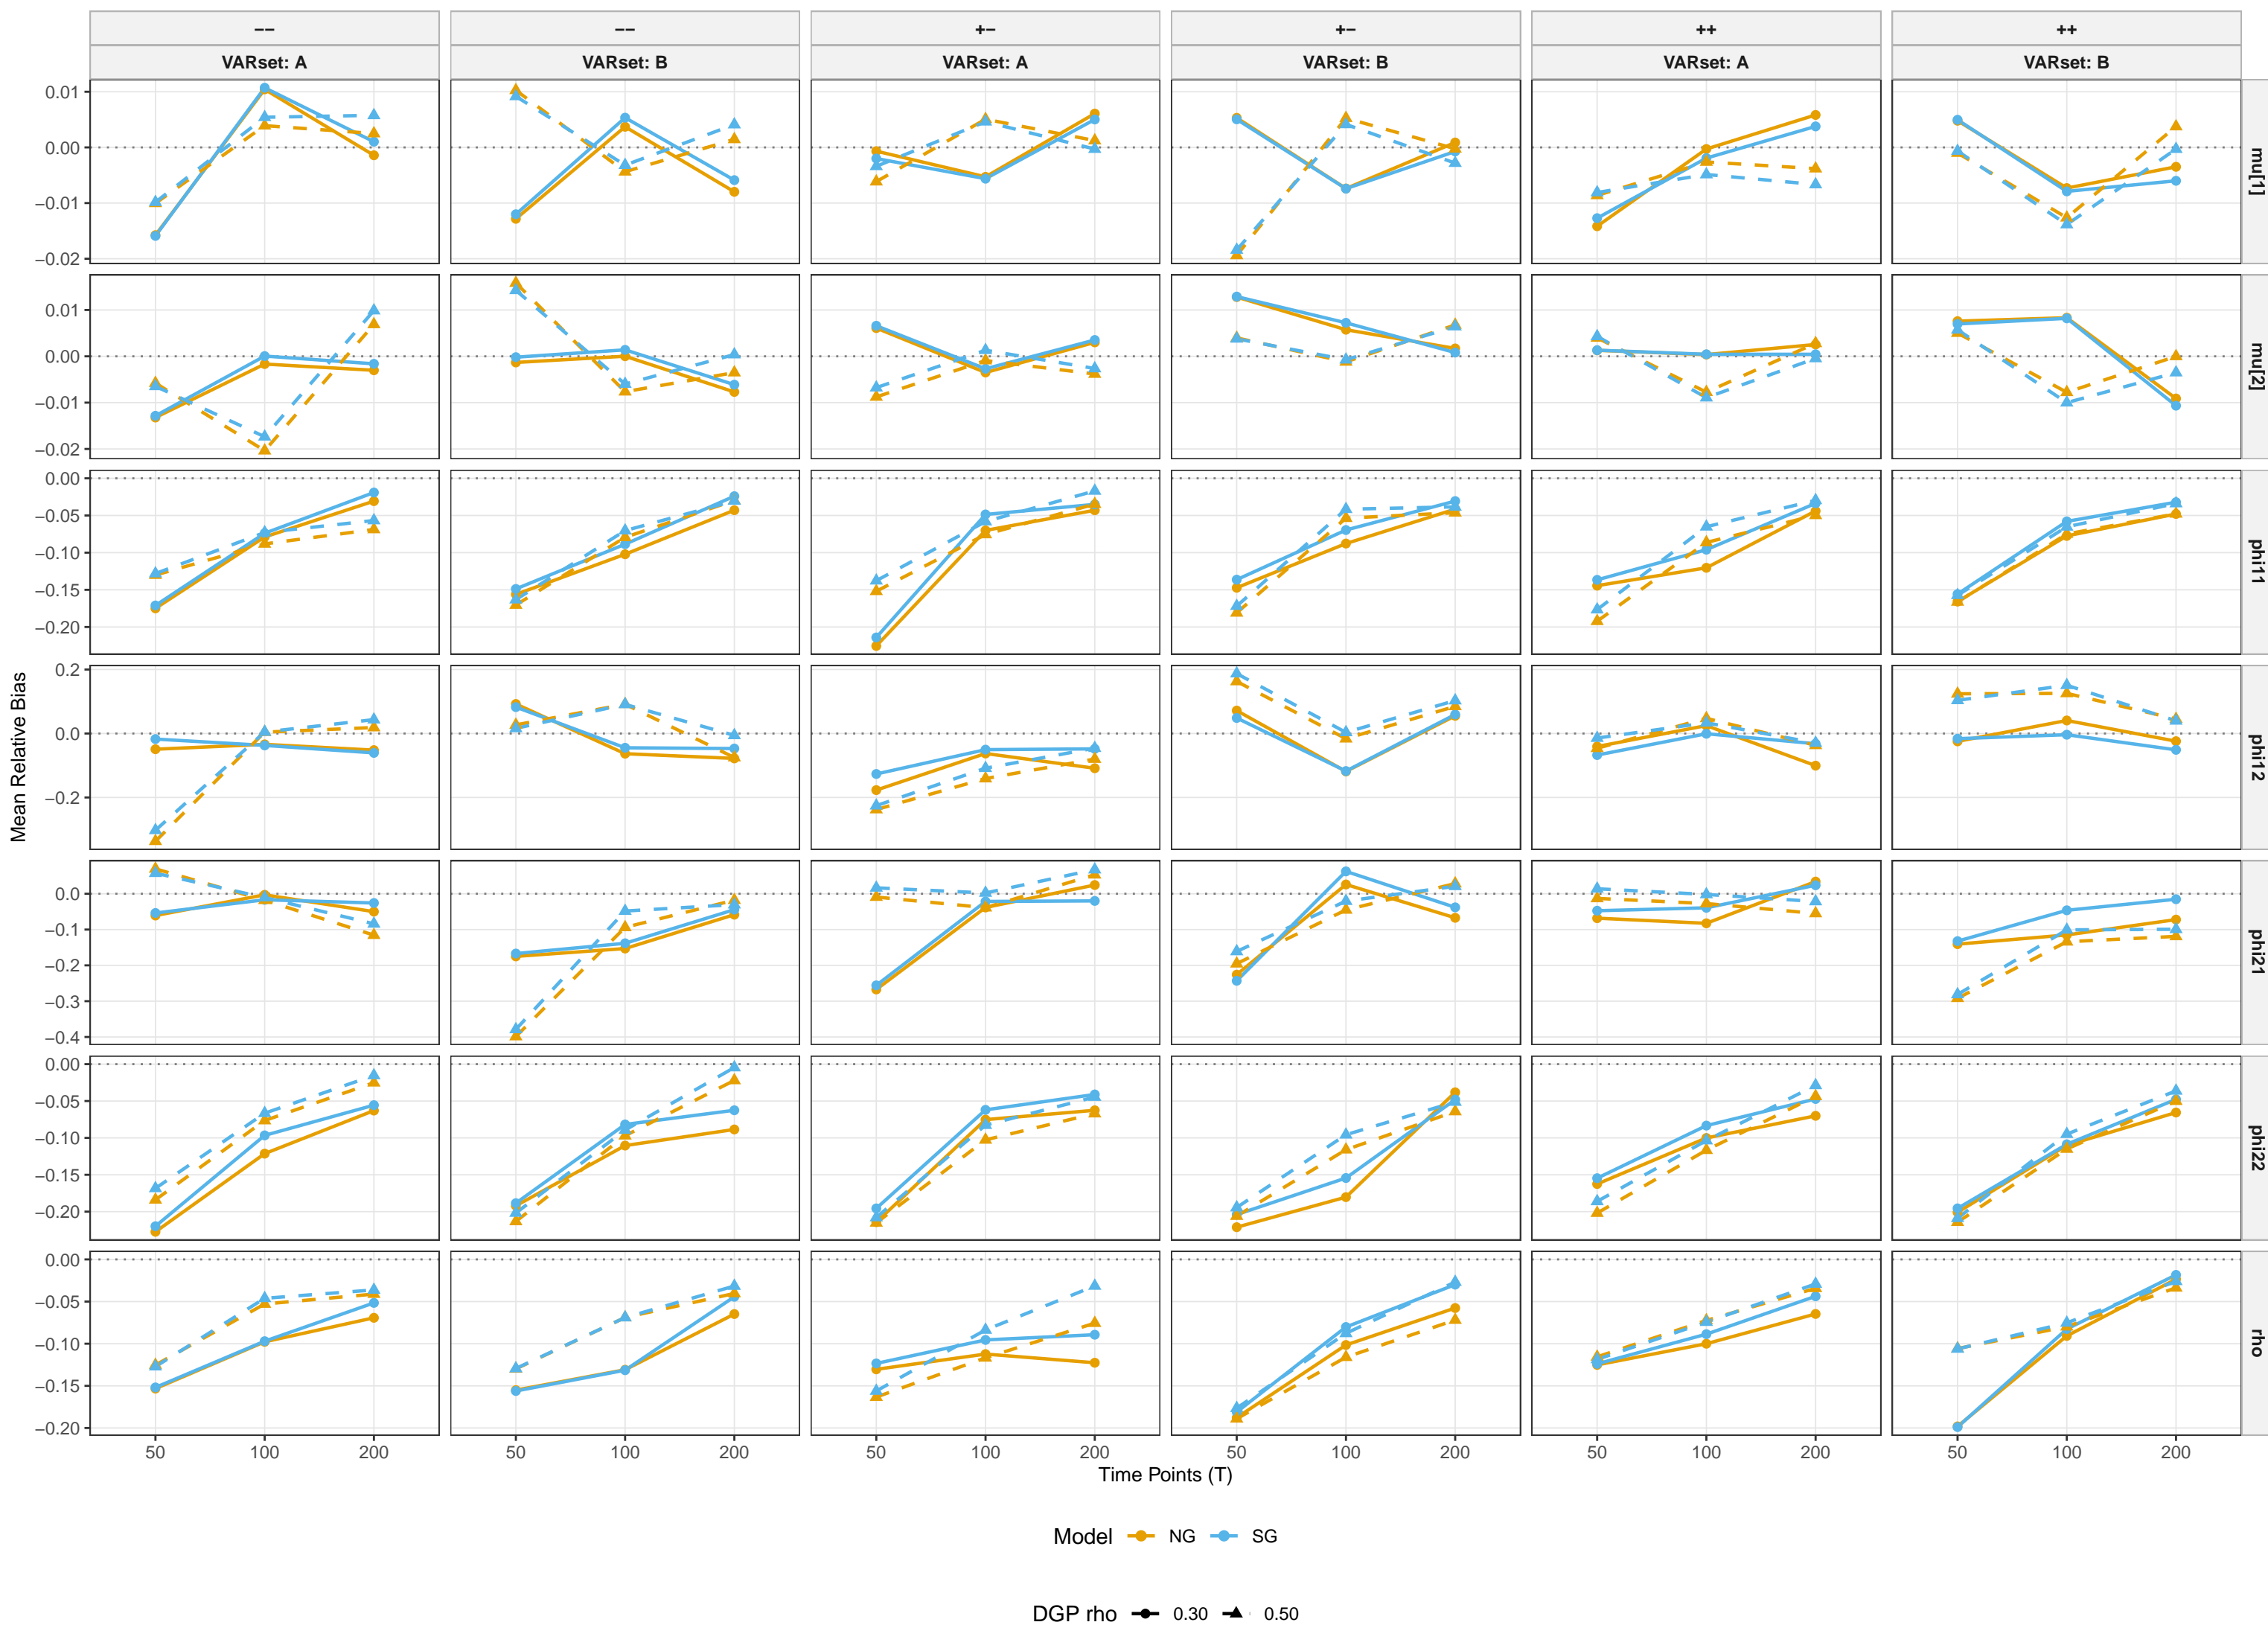 −− −− +− +− ++ ++
VARset: A VARset: B VARset: A VARset: B VARset: A VARset: B
0.01
0.00
−0.01
−0.02
mu[1]
0.01
0.00
−0.01
−0.02
mu[2]
0.00
−0.05
−0.10
−0.15
−0.20
phi11
0.2
0.0
−0.2
phi12
0.0
−0.1
−0.2
−0.3
−0.4
phi21
0.00
−0.05
−0.10
−0.15
−0.20
phi22
0.00
−0.05
−0.10
−0.15
−0.20
rho
Mean Relative Bias
50 100 200 50 100 200 50 100 200 50 100 200 50 100 200 50 100 200
Time Points (T)
Model NG SG
DGP rho 0.30 0.50